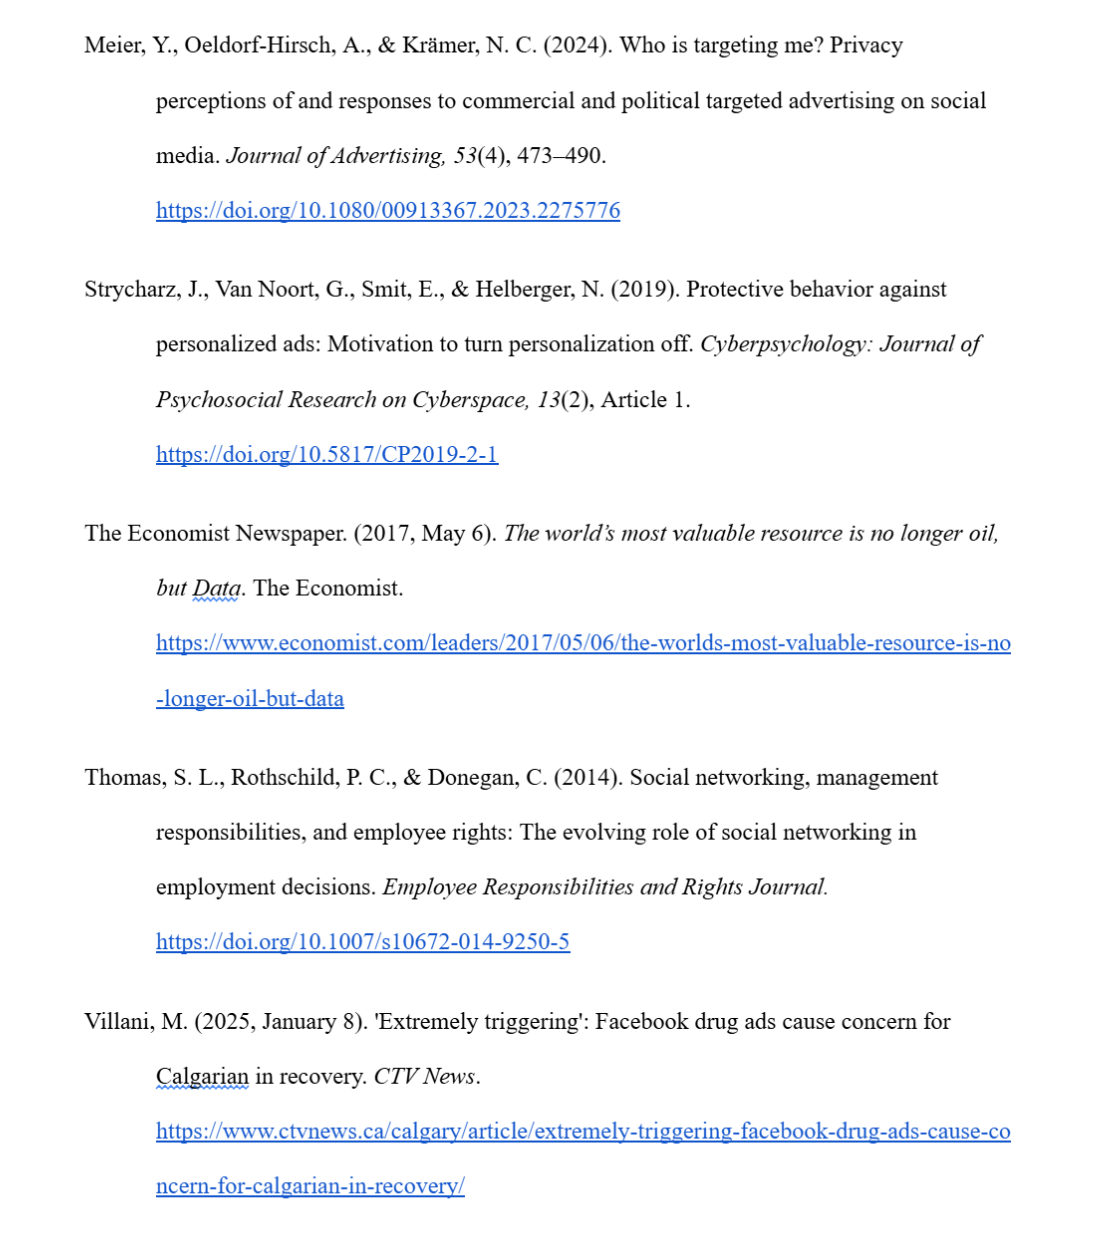 Meier, Y., Oeldorf-Hirsch, A., & Krämer, N. C. (2024). Who is targeting me? Privacy
perceptions of and responses to commercial and political targeted advertising on social
media. Journal of Advertising, 53(4), 473–490.
https://doi.org/10.1080/00913367.2023.2275776
Strycharz, J., Van Noort, G., Smit, E., & Helberger, N. (2019). Protective behavior against
personalized ads: Motivation to turn personalization off. Cyberpsychology: Journal of
Psychosocial Research on Cyberspace, 13(2), Article 1.
https://doi.org/10.5817/CP2019-2-1
The Economist Newspaper. (2017, May 6). The world’s most valuable resource is no longer oil,
but Data. The Economist.
https://www.economist.com/leaders/2017/05/06/the-worlds-most-valuable-resource-is-no
-longer-oil-but-data
Thomas, S. L., Rothschild, P. C., & Donegan, C. (2014). Social networking, management
responsibilities, and employee rights: The evolving role of social networking in
employment decisions. Employee Responsibilities and Rights Journal.
https://doi.org/10.1007/s10672-014-9250-5
Villani, M. (2025, January 8). 'Extremely triggering': Facebook drug ads cause concern for
Calgarian in recovery. CTV News.
https://www.ctvnews.ca/calgary/article/extremely-triggering-facebook-drug-ads-cause-co
ncern-for-calgarian-in-recovery/